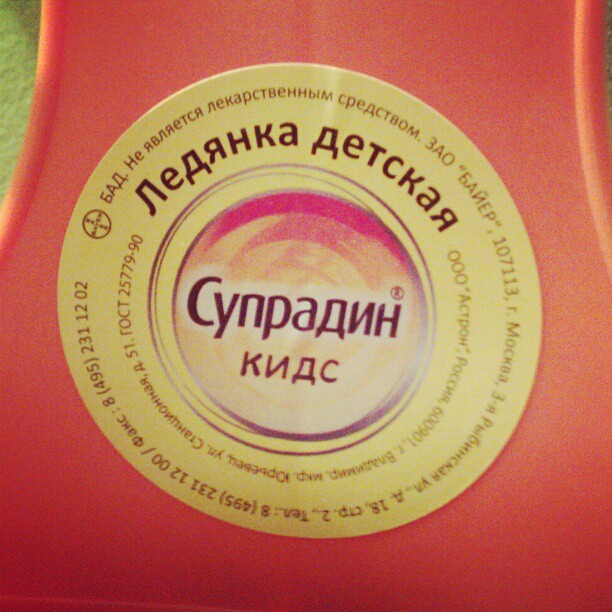 БАД. Не является лекарственным средством. ЗАО "БАЙЕР", 107113, г. Москва, 3-я Рыбинская ул., д. 18, стр. 2., Тел.: 8 (495) 231 12 00 / Факс : 8 (495) 231 12 02
Ледянка детская
ООО "Астрон", Россия, 600901, г. Владимир, мкр. Юрьевец, ул. Станционная, д. 51. ГОСТ 25779-90
Супрадин®
кидс